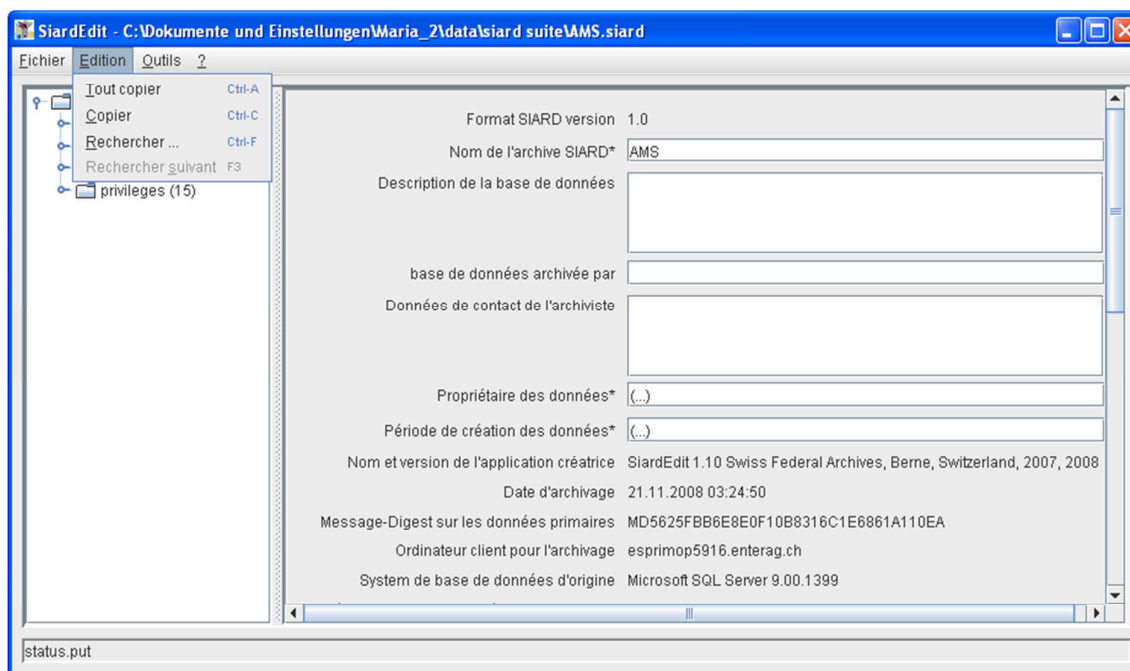 SiardEdit - C:\Dokumente und Einstellungen\Maria_2\data\siard suite\AMS.siard
Fichier Edition Outils ?
Tout copier Ctrl-A
Copier Ctrl-C
Rechercher ... Ctrl-F
Rechercher suivant F3
privileges (15)
Format SIARD version 1.0
Nom de l'archive SIARD* AMS
Description de la base de données
base de données archivée par
Données de contact de l'archiviste
Propriétaire des données* (...)
Période de création des données* (...)
Nom et version de l'application créatrice SiardEdit 1.10 Swiss Federal Archives, Berne, Switzerland, 2007, 2008
Date d'archivage 21.11.2008 03:24:50
Message-Digest sur les données primaires MD5625FBB6E8E0F10B8316C1E6861A110EA
Ordinateur client pour l'archivage esprimop5916.enterag.ch
System de base de données d'origine Microsoft SQL Server 9.00.1399
status.put